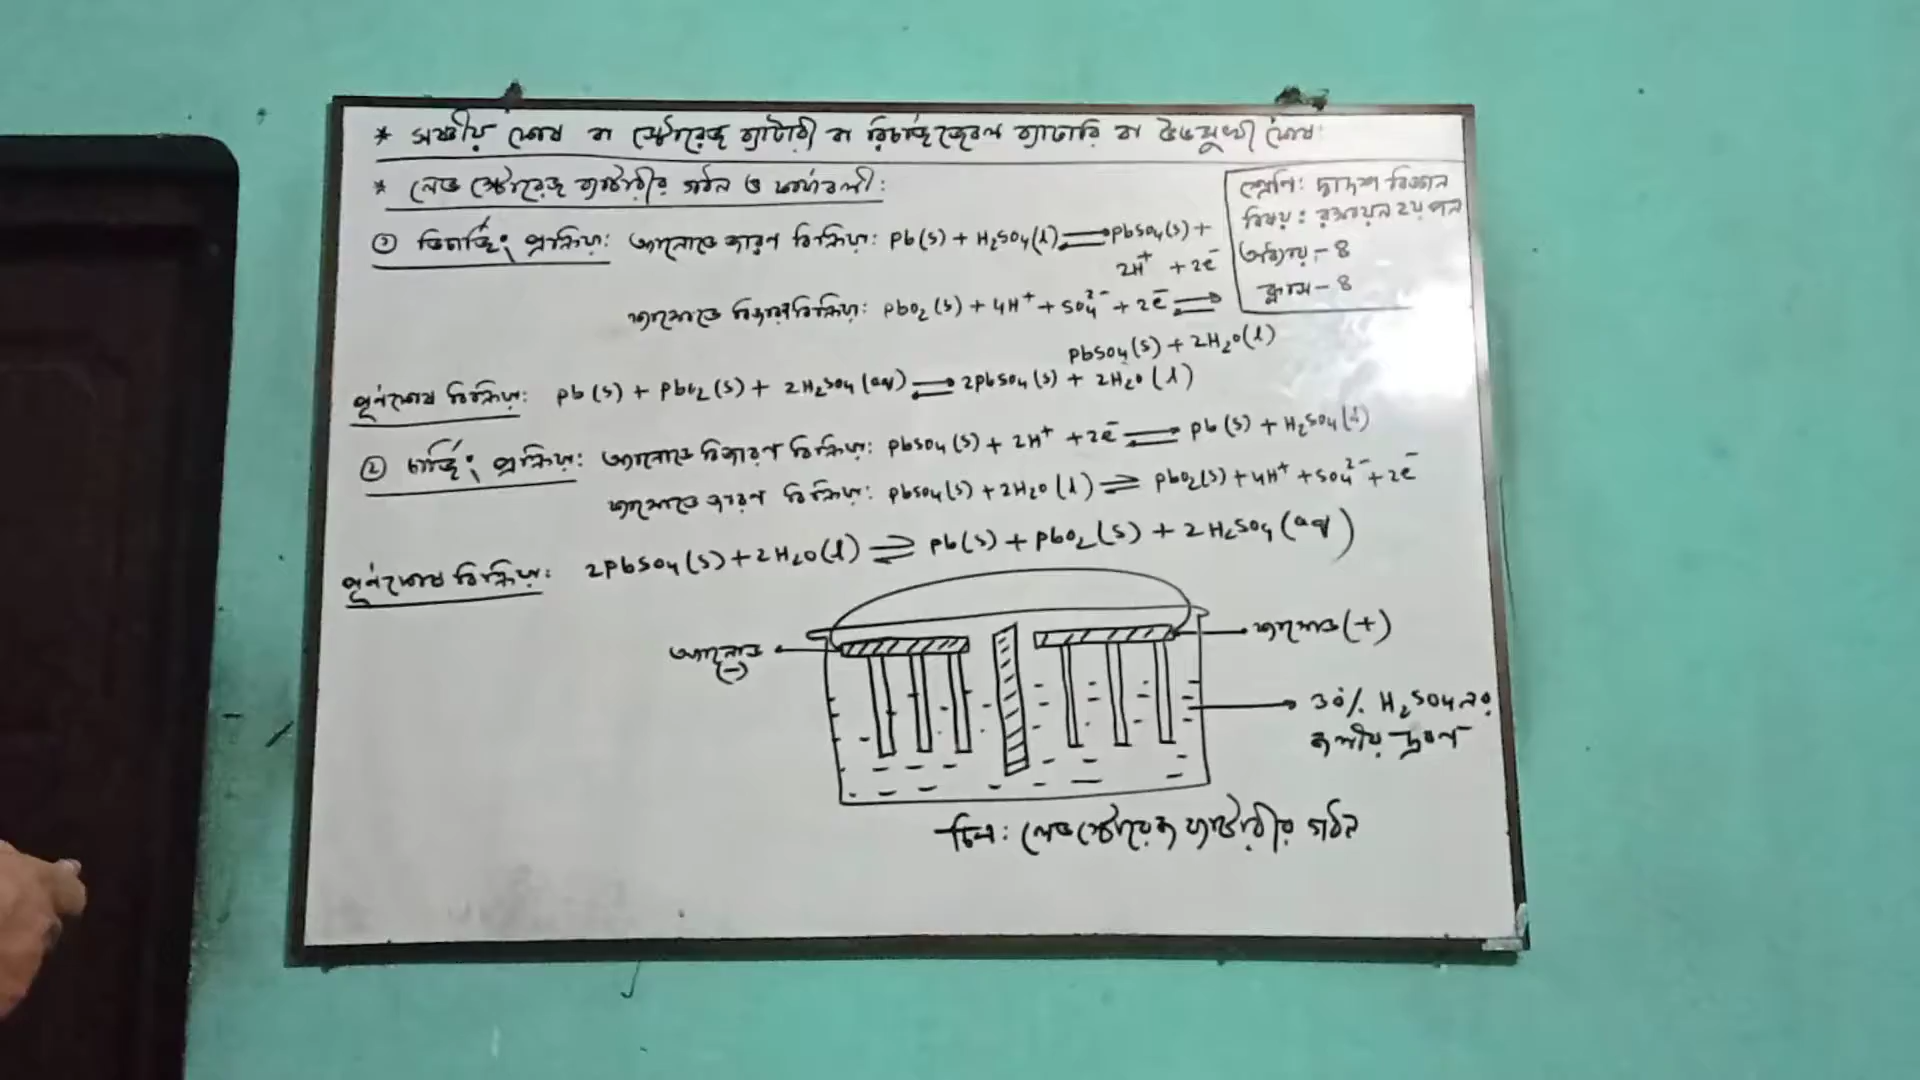 * সঞ্চয়ী কোষ বা স্টোরেজ ব্যাটারী বা রিচার্জেবল ব্যাটারি বা উভমুখী কোষ:
* লেড স্টোরেজ ব্যাটারীর গঠন ও কার্যাবলী:
শ্রেণি: দ্বাদশ বিজ্ঞান
বিষয়: রসায়ন ২য় পত্র
অধ্যায় - ৪
ক্লাস - ৪
① ডিচার্জিং প্রক্রিয়া: অ্যানোডে জারণ বিক্রিয়া: Pb(s) + H₂SO₄(l) ⇌ PbSO₄(s) +
2H⁺ + 2e⁻
ক্যাথোডে বিজারণ বিক্রিয়া: PbO₂(s) + 4H⁺ + SO₄²⁻ + 2e⁻ ⇌
PbSO₄(s) + 2H₂O(l)
পূর্ণকোষ বিক্রিয়া: Pb(s) + PbO₂(s) + 2H₂SO₄(aq) ⇌ 2PbSO₄(s) + 2H₂O(l)
② চার্জিং প্রক্রিয়া: অ্যানোডে বিজারণ বিক্রিয়া: PbSO₄(s) + 2H⁺ + 2e⁻ ⇌ Pb(s) + H₂SO₄(l)
ক্যাথোডে জারণ বিক্রিয়া: PbSO₄(s) + 2H₂O(l) ⇌ PbO₂(s) + 4H⁺ + SO₄²⁻ + 2e⁻
পূর্ণকোষ বিক্রিয়া: 2PbSO₄(s) + 2H₂O(l) ⇌ Pb(s) + PbO₂(s) + 2H₂SO₄(aq)
অ্যানোড
(-)
ক্যাথোড (+)
30% H₂SO₄ এর
জলীয় দ্রবণ
চিত্র: লেড স্টোরেজ ব্যাটারীর গঠন